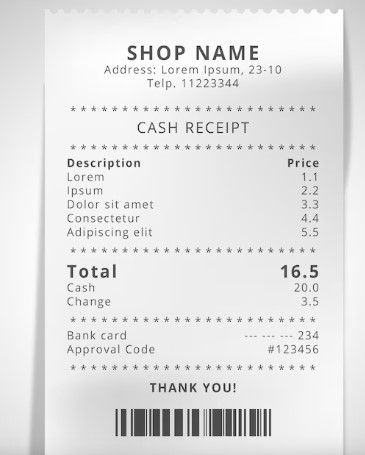 SHOP NAME
Address: Lorem Ipsum, 23-10
Telp. 11223344
* * * * * * * * * * * * * * * * * * * * * * * *
CASH RECEIPT
* * * * * * * * * * * * * * * * * * * * * * * *
Description Price
Lorem 1.1
Ipsum 2.2
Dolor sit amet 3.3
Consectetur 4.4
Adipiscing elit 5.5
* * * * * * * * * * * * * * * * * * * * * * * *
Total 16.5
Cash 20.0
Change 3.5
* * * * * * * * * * * * * * * * * * * * * * * *
Bank card --- --- --- 234
Approval Code #123456
* * * * * * * * * * * * * * * * * * * * * * * *
THANK YOU!